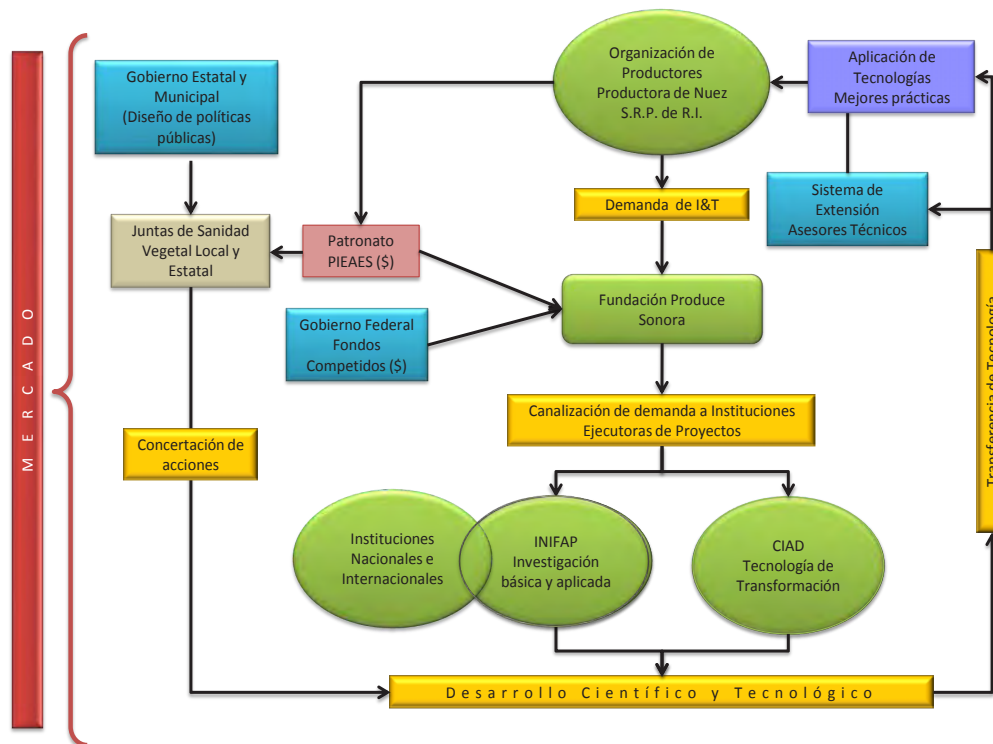 MERCADO
Gobierno Estatal y
Municipal
(Diseño de políticas
públicas)
Organización de
Productores
Productora de Nuez
S.R.P. de R.I.
Aplicación de
Tecnologías
Mejores prácticas
Demanda de I&T
Sistema de
Extensión
Asesores Técnicos
Juntas de Sanidad
Vegetal Local y
Estatal
Patronato
PIEAES ($)
Fundación Produce
Sonora
Gobierno Federal
Fondos
Competidos ($)
Transferencia de Tecnología
Canalización de demanda a Instituciones
Ejecutoras de Proyectos
Concertación de
acciones
Instituciones
Nacionales e
Internacionales
INIFAP
Investigación
básica y aplicada
CIAD
Tecnología de
Transformación
Desarrollo Científico y Tecnológico